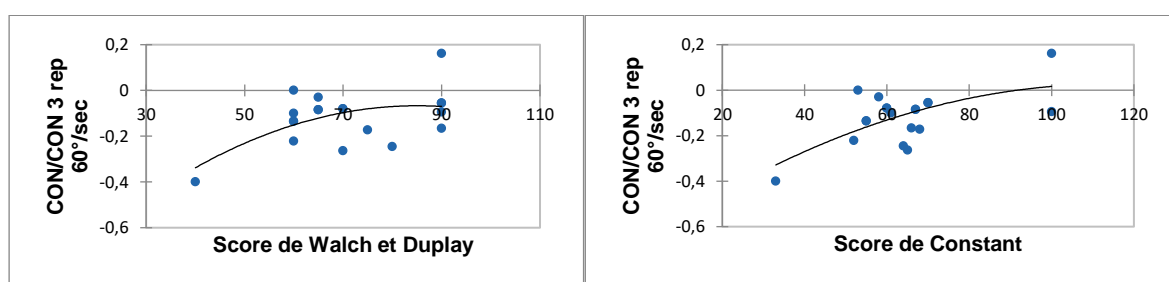 0,2
0
-0,2
-0,4
-0,6
30 50 70 90 110
CON/CON 3 rep
60°/sec
Score de Walch et Duplay
0,2
0
-0,2
-0,4
-0,6
20 40 60 80 100 120
CON/CON 3 rep
60°/sec
Score de Constant